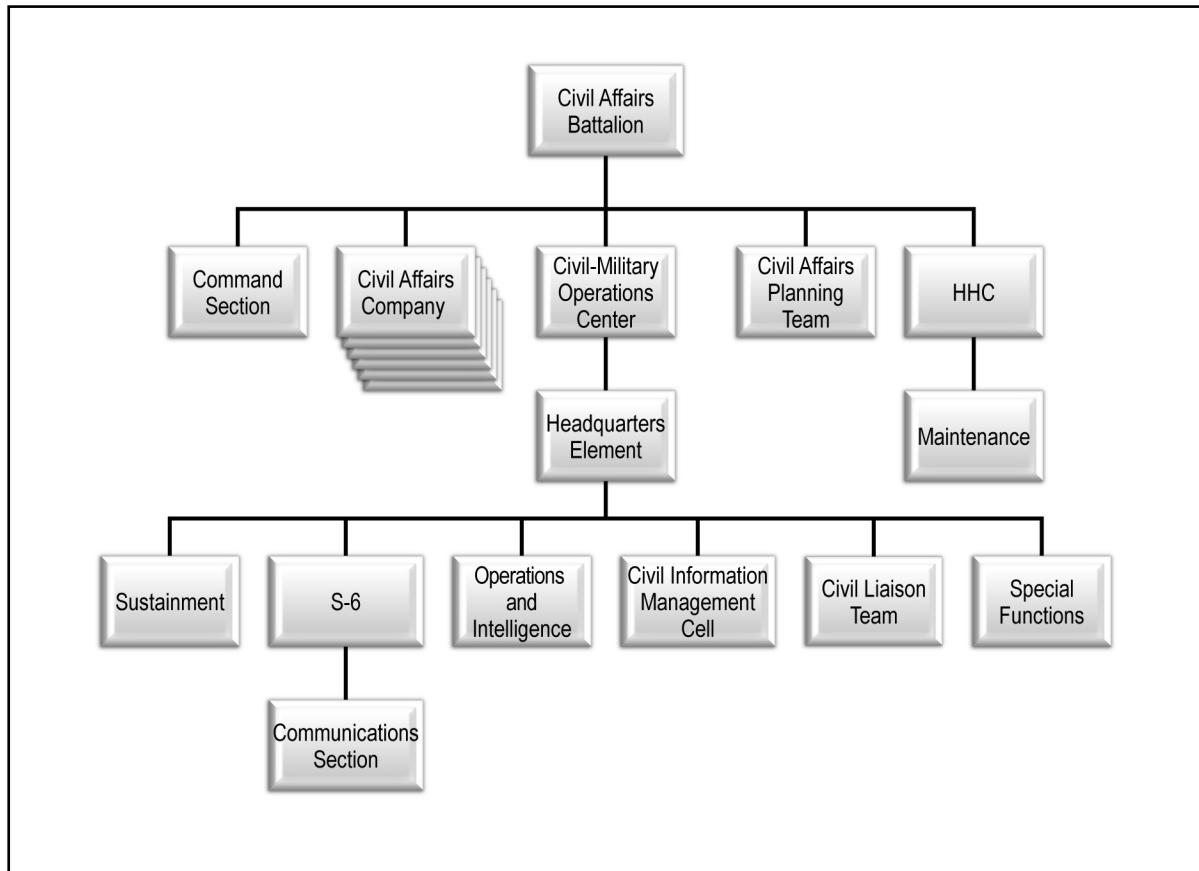 Civil Affairs
Battalion
Command
Section
Civil Affairs
Company
Civil-Military
Operations
Center
Civil Affairs
Planning
Team
HHC
Headquarters
Element
Maintenance
Sustainment
S-6
Operations
and
Intelligence
Civil Information
Management
Cell
Civil Liaison
Team
Special
Functions
Communications
Section